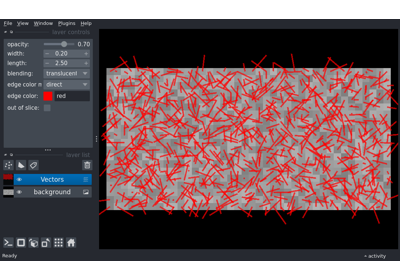 File View Window Plugins Help
layer controls
opacity: 0.70
width: 0.20
length: 2.50
blending: translucent
edge color m direct
edge color: red
out of slice:
layer list
Vectors
background
Ready
activity